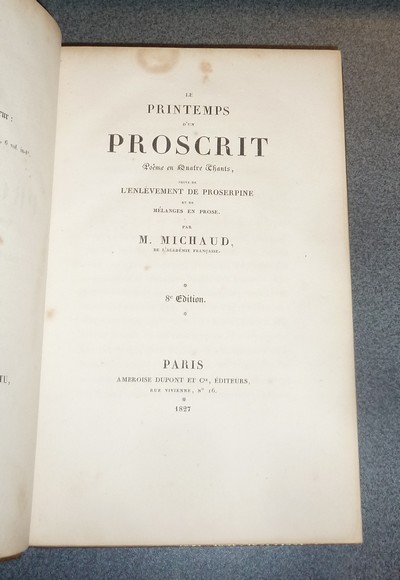 LE
PRINTEMPS
D'UN
PROSCRIT
Poëme en Quatre Chants,
SUIVI DE
L'ENLÈVEMENT DE PROSERPINE
ET DE
MÉLANGES EN PROSE.
PAR
M. MICHAUD,
DE L'ACADÉMIE FRANÇAISE.
8e Edition.
PARIS
AMBROISE DUPONT ET Cie, ÉDITEURS,
RUE VIVIENNE, No 16.
1827